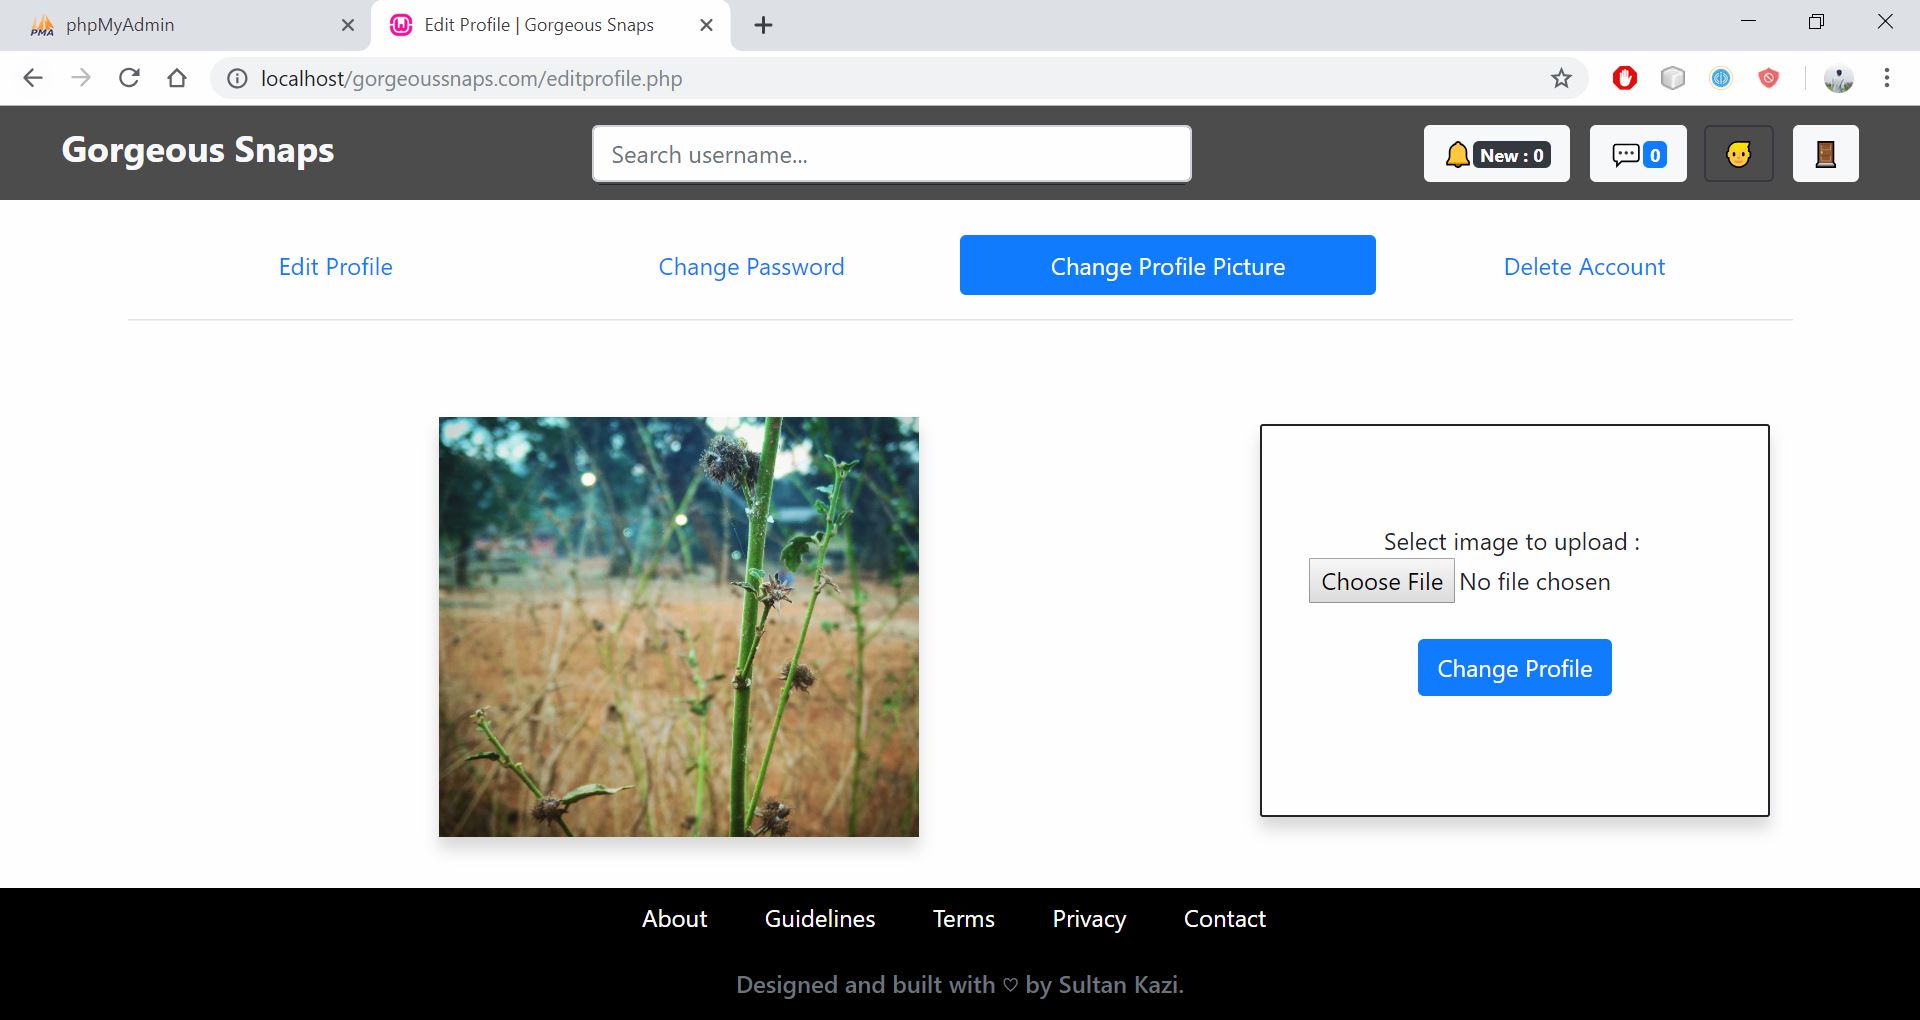 phpMyAdmin
Edit Profile | Gorgeous Snaps
localhost/gorgeoussnaps.com/editprofile.php
Gorgeous Snaps
Search username...
New : 0
0
Edit Profile
Change Password
Change Profile Picture
Delete Account
Select image to upload :
Choose File No file chosen
Change Profile
About Guidelines Terms Privacy Contact
Designed and built with ♡ by Sultan Kazi.